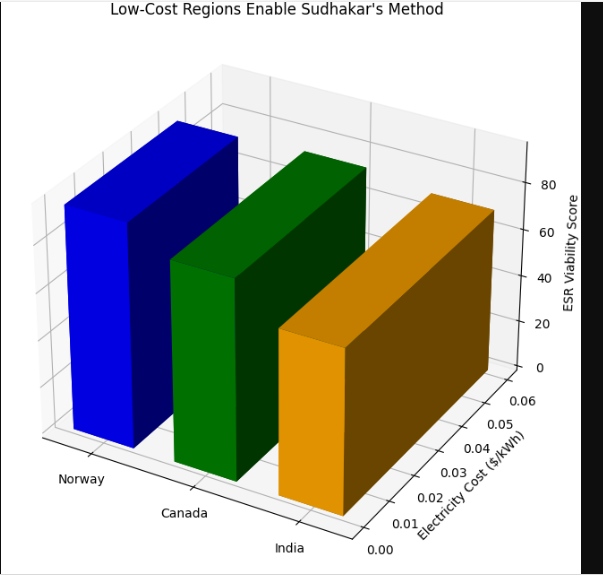 Low-Cost Regions Enable Sudhakar's Method
80
60
40
20
0
ESR Viability Score
0.06
0.05
0.04
0.03
0.02
0.01
0.00
Electricity Cost ($/kWh)
Norway
Canada
India